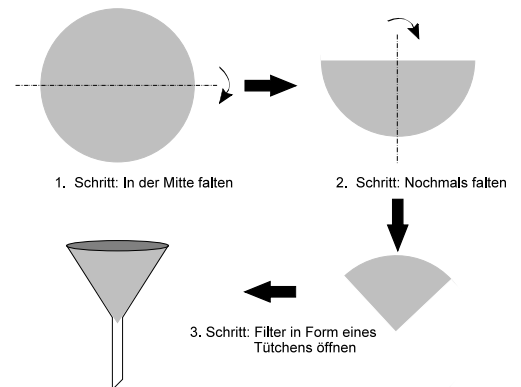 1. Schritt: In der Mitte falten
2. Schritt: Nochmals falten
3. Schritt: Filter in Form eines
Tütchens öffnen